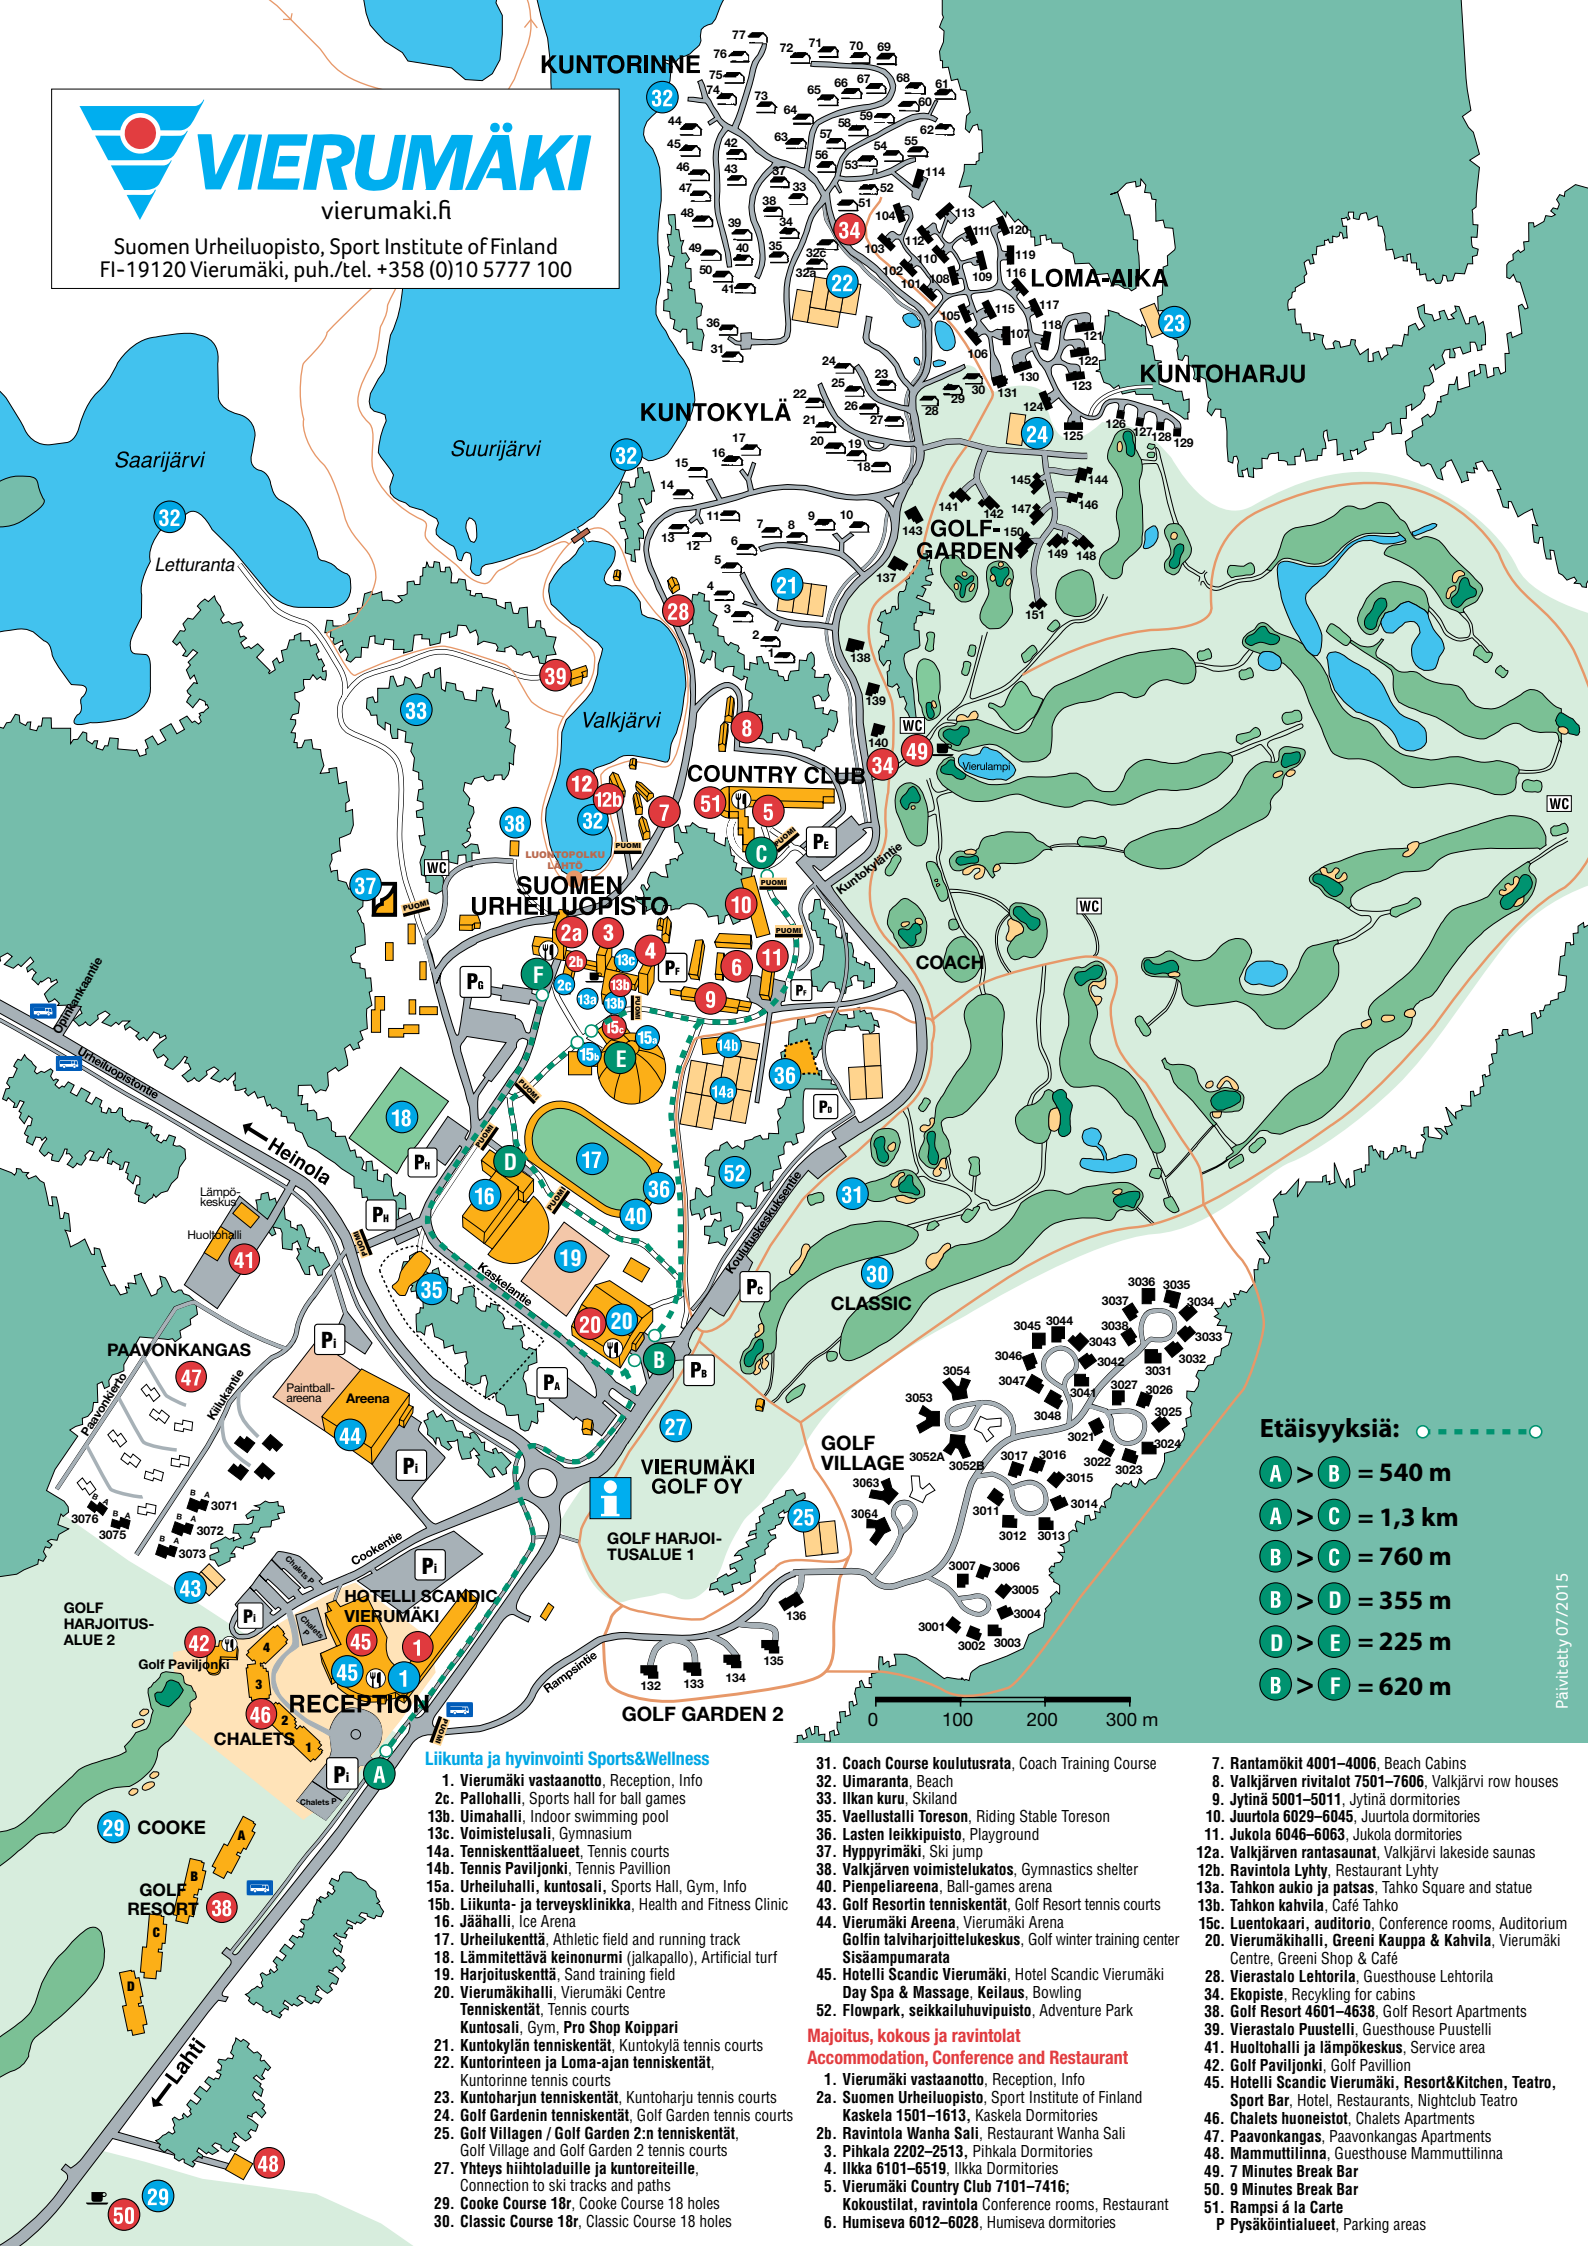 VIERUMÄKI
vierumaki.fi
Suomen Urheiluopisto, Sport Institute of Finland
FI-19120 Vierumäki, puh./tel. +358 (0)10 5777 100
KUNTORINNE
LOMA-AIKA
KUNTOHARJU
KUNTOKYLÄ
Saarijärvi
Suurijärvi
Letturanta
GOLF-
GARDEN
Valkjärvi
COUNTRY CLUB
WC
Vierulampi
LUONTOPOLKU
LÄHTÖ
SUOMEN
URHEILUOPISTO
PUOMI
Kuntokyläntie
COACH
Opinkankaantie
Urheiluopistontie
Heinola
Lämpö-
keskus
Huoltohalli
Kaskelantie
Koulutuskeskuksentie
CLASSIC
PAAVONKANGAS
Paavonkierto
Kiilukantie
Paintball-
areena
Areena
GOLF
VILLAGE
VIERUMÄKI
GOLF OY
GOLF HARJOI-
TUSALUE 1
Cookentie
Chalets P
HOTELLI SCANDIC
VIERUMÄKI
GOLF
HARJOITUS-
ALUE 2
Golf Paviljonki
RECEPTION
CHALETS
Chalets P
Rampsintie
GOLF GARDEN 2
0 100 200 300 m
COOKE
GOLF
RESORT
Lahti
Etäisyyksiä:
A > B = 540 m
A > C = 1,3 km
B > C = 760 m
B > D = 355 m
D > E = 225 m
B > F = 620 m
Päivitetty 07/2015
Liikunta ja hyvinvointi Sports&Wellness
1. Vierumäki vastaanotto, Reception, Info
2c. Pallohalli, Sports hall for ball games
13b. Uimahalli, Indoor swimming pool
13c. Voimistelusali, Gymnasium
14a. Tenniskenttäalueet, Tennis courts
14b. Tennis Paviljonki, Tennis Pavillion
15a. Urheiluhalli, kuntosali, Sports Hall, Gym, Info
15b. Liikunta- ja terveysklinikka, Health and Fitness Clinic
16. Jäähalli, Ice Arena
17. Urheilukenttä, Athletic field and running track
18. Lämmitettävä keinonurmi (jalkapallo), Artificial turf
19. Harjoituskenttä, Sand training field
20. Vierumäkihalli, Vierumäki Centre
Tenniskentät, Tennis courts
Kuntosali, Gym, Pro Shop Koippari
21. Kuntokylän tenniskentät, Kuntokylä tennis courts
22. Kuntorinteen ja Loma-ajan tenniskentät,
Kuntorinne tennis courts
23. Kuntoharjun tenniskentät, Kuntoharju tennis courts
24. Golf Gardenin tenniskentät, Golf Garden tennis courts
25. Golf Villagen / Golf Garden 2:n tenniskentät,
Golf Village and Golf Garden 2 tennis courts
27. Yhteys hiihtoladuille ja kuntoreiteille,
Connection to ski tracks and paths
29. Cooke Course 18r, Cooke Course 18 holes
30. Classic Course 18r, Classic Course 18 holes
31. Coach Course koulutusrata, Coach Training Course
32. Uimaranta, Beach
33. Ilkan kuru, Skiland
35. Vaellustalli Toreson, Riding Stable Toreson
36. Lasten leikkipuisto, Playground
37. Hyppyrimäki, Ski jump
38. Valkjärven voimistelukatos, Gymnastics shelter
40. Pienpeliareena, Ball-games arena
43. Golf Resortin tenniskentät, Golf Resort tennis courts
44. Vierumäki Areena, Vierumäki Arena
Golfin talviharjoittelukeskus, Golf winter training center
Sisäampumarata
45. Hotelli Scandic Vierumäki, Hotel Scandic Vierumäki
Day Spa & Massage, Keilaus, Bowling
52. Flowpark, seikkailuhuvipuisto, Adventure Park
Majoitus, kokous ja ravintolat
Accommodation, Conference and Restaurant
1. Vierumäki vastaanotto, Reception, Info
2a. Suomen Urheiluopisto, Sport Institute of Finland
Kaskela 1501–1613, Kaskela Dormitories
2b. Ravintola Wanha Sali, Restaurant Wanha Sali
3. Pihkala 2202–2513, Pihkala Dormitories
4. Ilkka 6101–6519, Ilkka Dormitories
5. Vierumäki Country Club 7101–7416;
Kokoustilat, ravintola Conference rooms, Restaurant
6. Humiseva 6012–6028, Humiseva dormitories
7. Rantamökit 4001–4006, Beach Cabins
8. Valkjärven rivitalot 7501–7606, Valkjärvi row houses
9. Jytinä 5001–5011, Jytinä dormitories
10. Juurtola 6029–6045, Juurtola dormitories
11. Jukola 6046–6063, Jukola dormitories
12a. Valkjärven rantasaunat, Valkjärvi lakeside saunas
12b. Ravintola Lyhty, Restaurant Lyhty
13a. Tahkon aukio ja patsas, Tahko Square and statue
13b. Tahkon kahvila, Café Tahko
15c. Luentokaari, auditorio, Conference rooms, Auditorium
20. Vierumäkihalli, Greeni Kauppa & Kahvila, Vierumäki
Centre, Greeni Shop & Café
28. Vierastalo Lehtorila, Guesthouse Lehtorila
34. Ekopiste, Recykling for cabins
38. Golf Resort 4601–4638, Golf Resort Apartments
39. Vierastalo Puustelli, Guesthouse Puustelli
41. Huoltohalli ja lämpökeskus, Service area
42. Golf Paviljonki, Golf Pavillion
45. Hotelli Scandic Vierumäki, Resort&Kitchen, Teatro,
Sport Bar, Hotel, Restaurants, Nightclub Teatro
46. Chalets huoneistot, Chalets Apartments
47. Paavonkangas, Paavonkangas Apartments
48. Mammuttilinna, Guesthouse Mammuttilinna
49. 7 Minutes Break Bar
50. 9 Minutes Break Bar
51. Rampsi á la Carte
P Pysäköintialueet, Parking areas